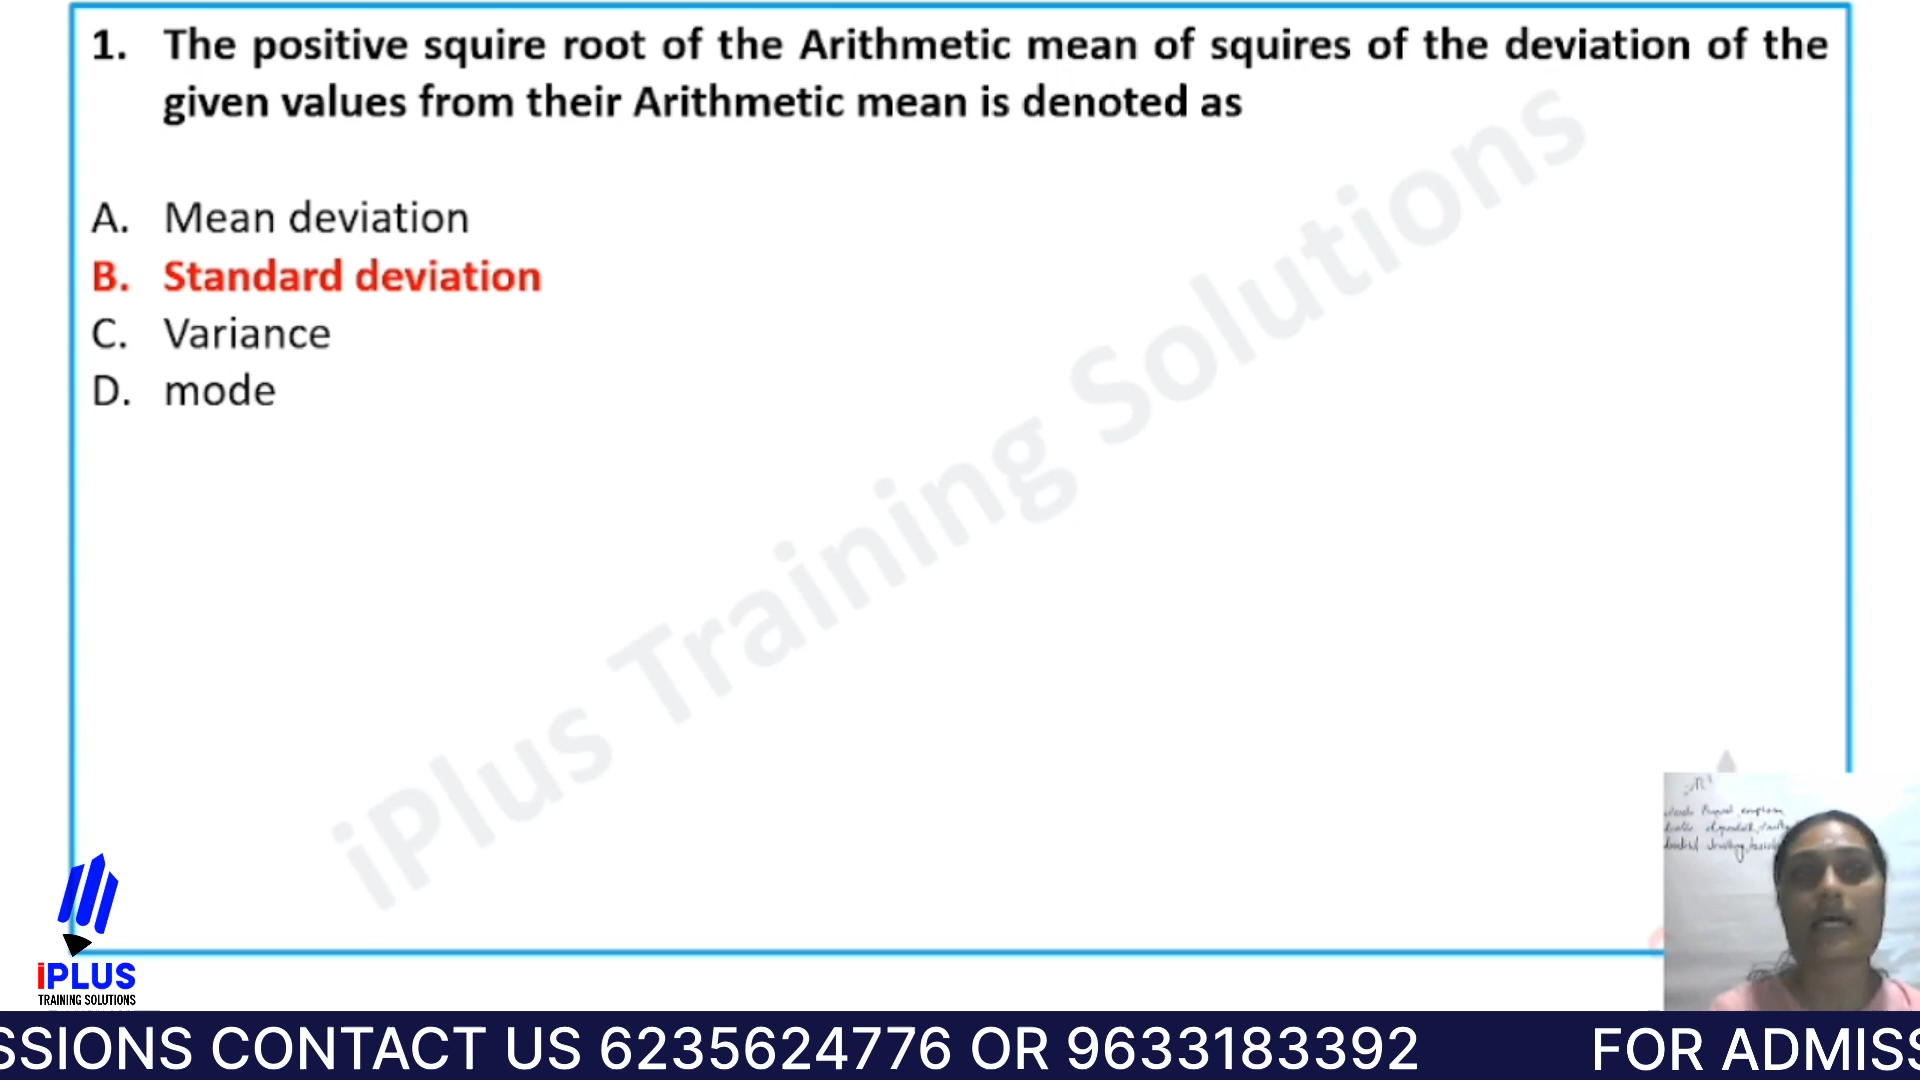 1. The positive squire root of the Arithmetic mean of squires of the deviation of the
given values from their Arithmetic mean is denoted as
A. Mean deviation
B. Standard deviation
C. Variance
D. mode
iPlus Training Solutions
iPLUS
TRAINING SOLUTIONS
SSIONS CONTACT US 6235624776 OR 9633183392 FOR ADMISS